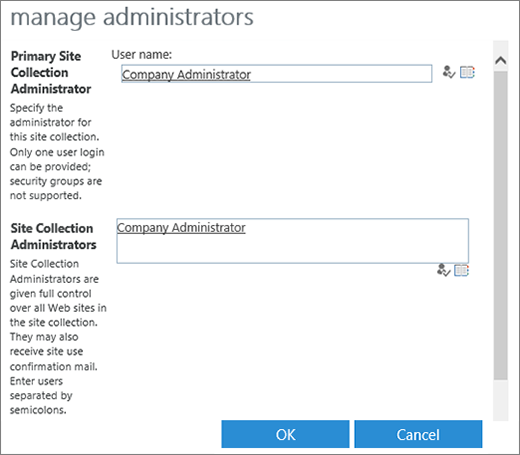 manage administrators
Primary Site
Collection
Administrator
Specify the
administrator for
this site collection.
Only one user login
can be provided;
security groups are
not supported.
User name:
Company Administrator
Site Collection
Administrators
Site Collection
Administrators are
given full control
over all Web sites in
the site collection.
They may also
receive site use
confirmation mail.
Enter users
separated by
semicolons.
Company Administrator
OK
Cancel